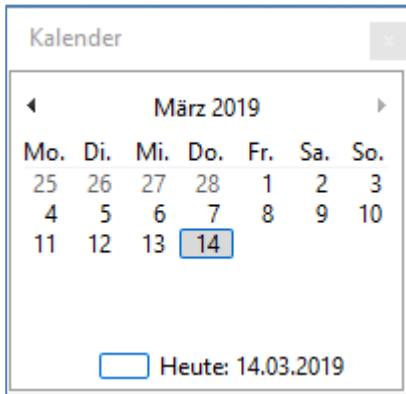 Kalender
März 2019
Mo. Di. Mi. Do. Fr. Sa. So.
25 26 27 28 1 2 3
4 5 6 7 8 9 10
11 12 13 14
Heute: 14.03.2019